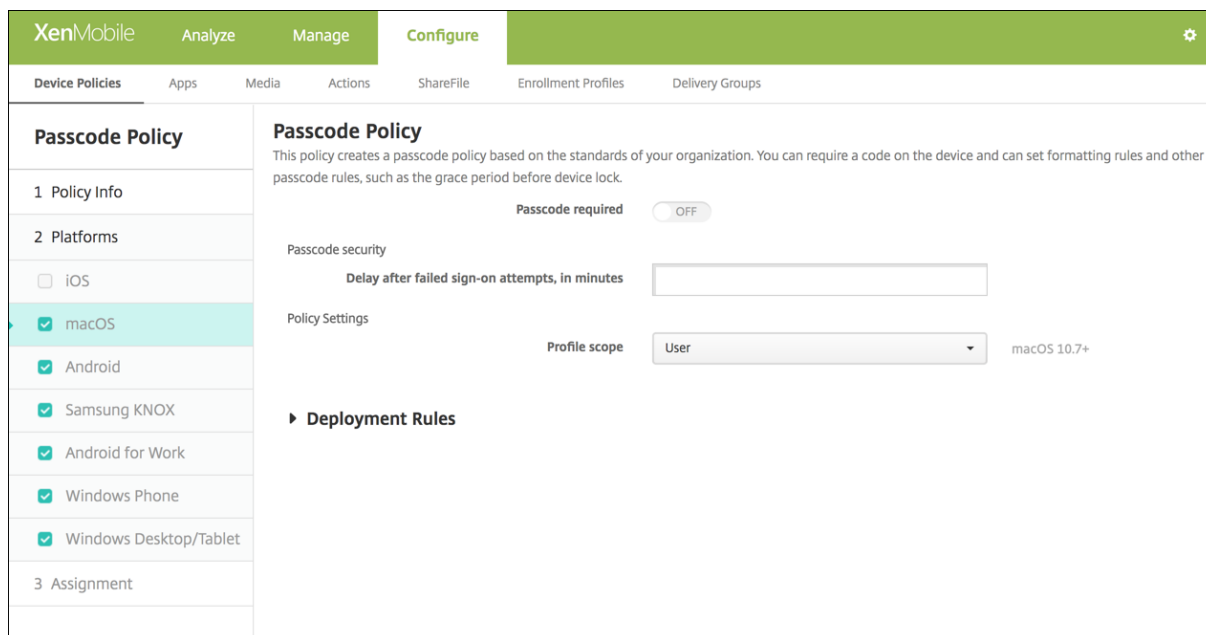 XenMobile Analyze Manage Configure
Device Policies Apps Media Actions ShareFile Enrollment Profiles Delivery Groups
Passcode Policy
1 Policy Info
2 Platforms
iOS
macOS
Android
Samsung KNOX
Android for Work
Windows Phone
Windows Desktop/Tablet
3 Assignment
Passcode Policy
This policy creates a passcode policy based on the standards of your organization. You can require a code on the device and can set formatting rules and other
passcode rules, such as the grace period before device lock.
Passcode required OFF
Passcode security
Delay after failed sign-on attempts, in minutes
Policy Settings
Profile scope User macOS 10.7+
Deployment Rules